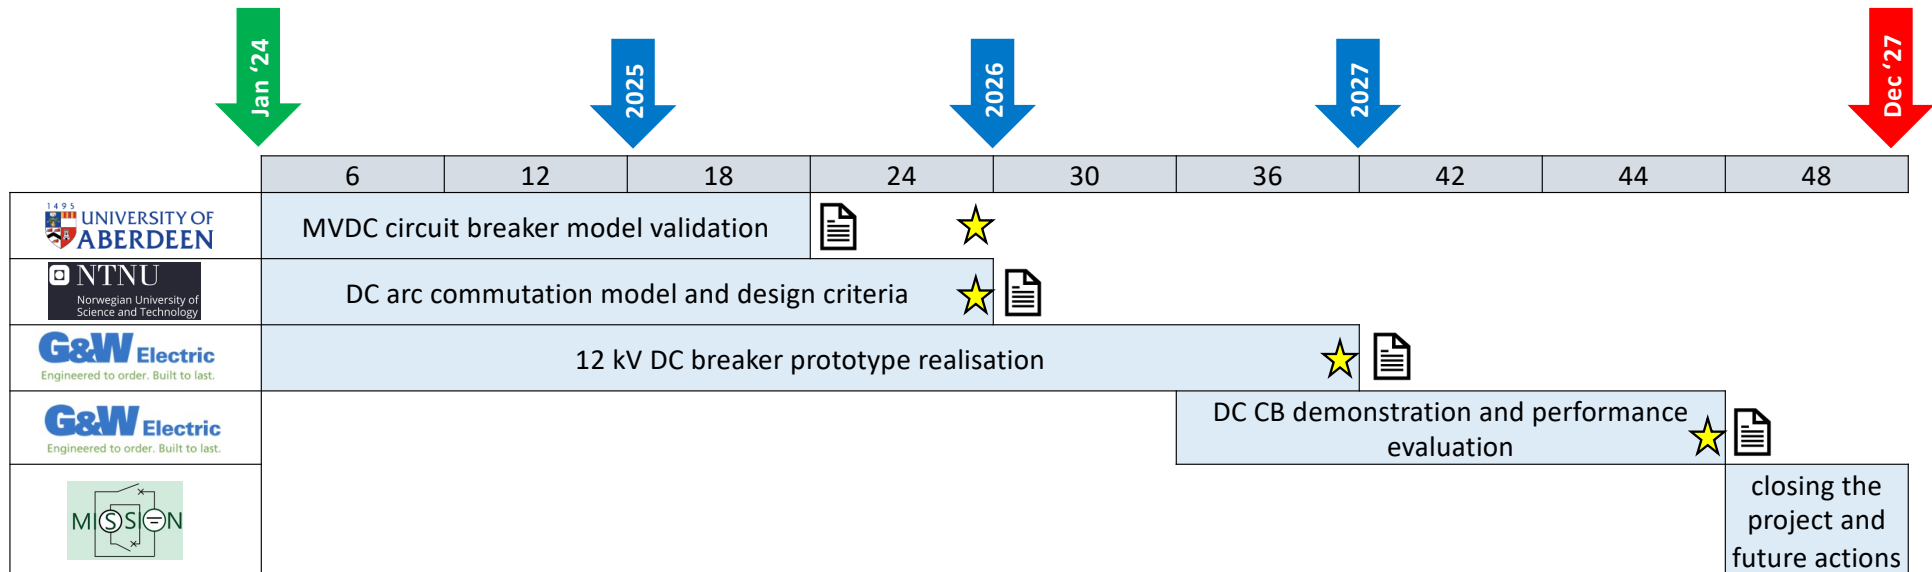 Jan ‘24
2025
2026
2027
Dec ‘27
6 12 18 24 30 36 42 44 48
1495
UNIVERSITY OF
ABERDEEN
MVDC circuit breaker model validation
NTNU
Norwegian University of
Science and Technology
DC arc commutation model and design criteria
G&W Electric
Engineered to order. Built to last.
12 kV DC breaker prototype realisation
G&W Electric
Engineered to order. Built to last.
DC CB demonstration and performance
evaluation
MISSION
closing the
project and
future actions